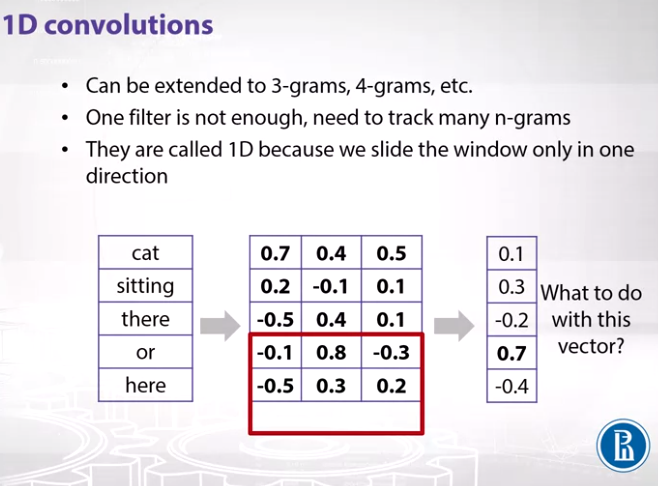 1D convolutions
• Can be extended to 3-grams, 4-grams, etc.
• One filter is not enough, need to track many n-grams
• They are called 1D because we slide the window only in one
direction
cat 0.7 0.4 0.5 0.1
sitting 0.2 -0.1 0.1 0.3
there -0.5 0.4 0.1 -0.2
or -0.1 0.8 -0.3 0.7
here -0.5 0.3 0.2 -0.4
What to do
with this
vector?